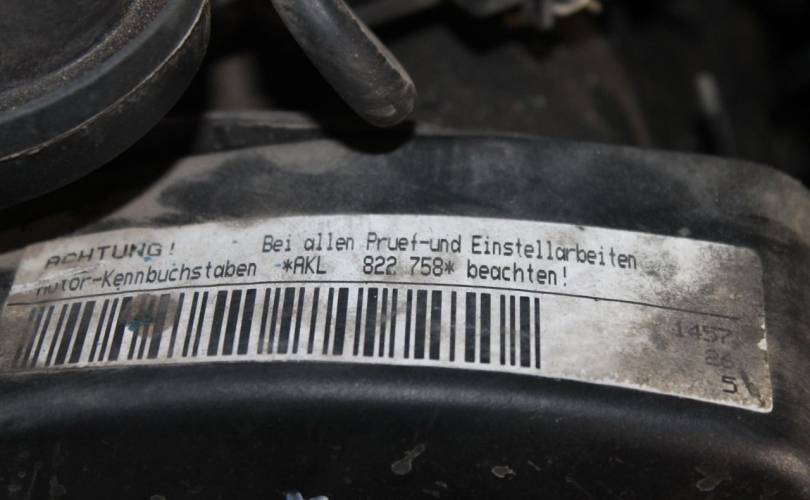 ACHTUNG! Bei allen Pruef-und Einstellarbeiten
Motor-Kennbuchstaben *AKL 822 758* beachten!
1457
26
5